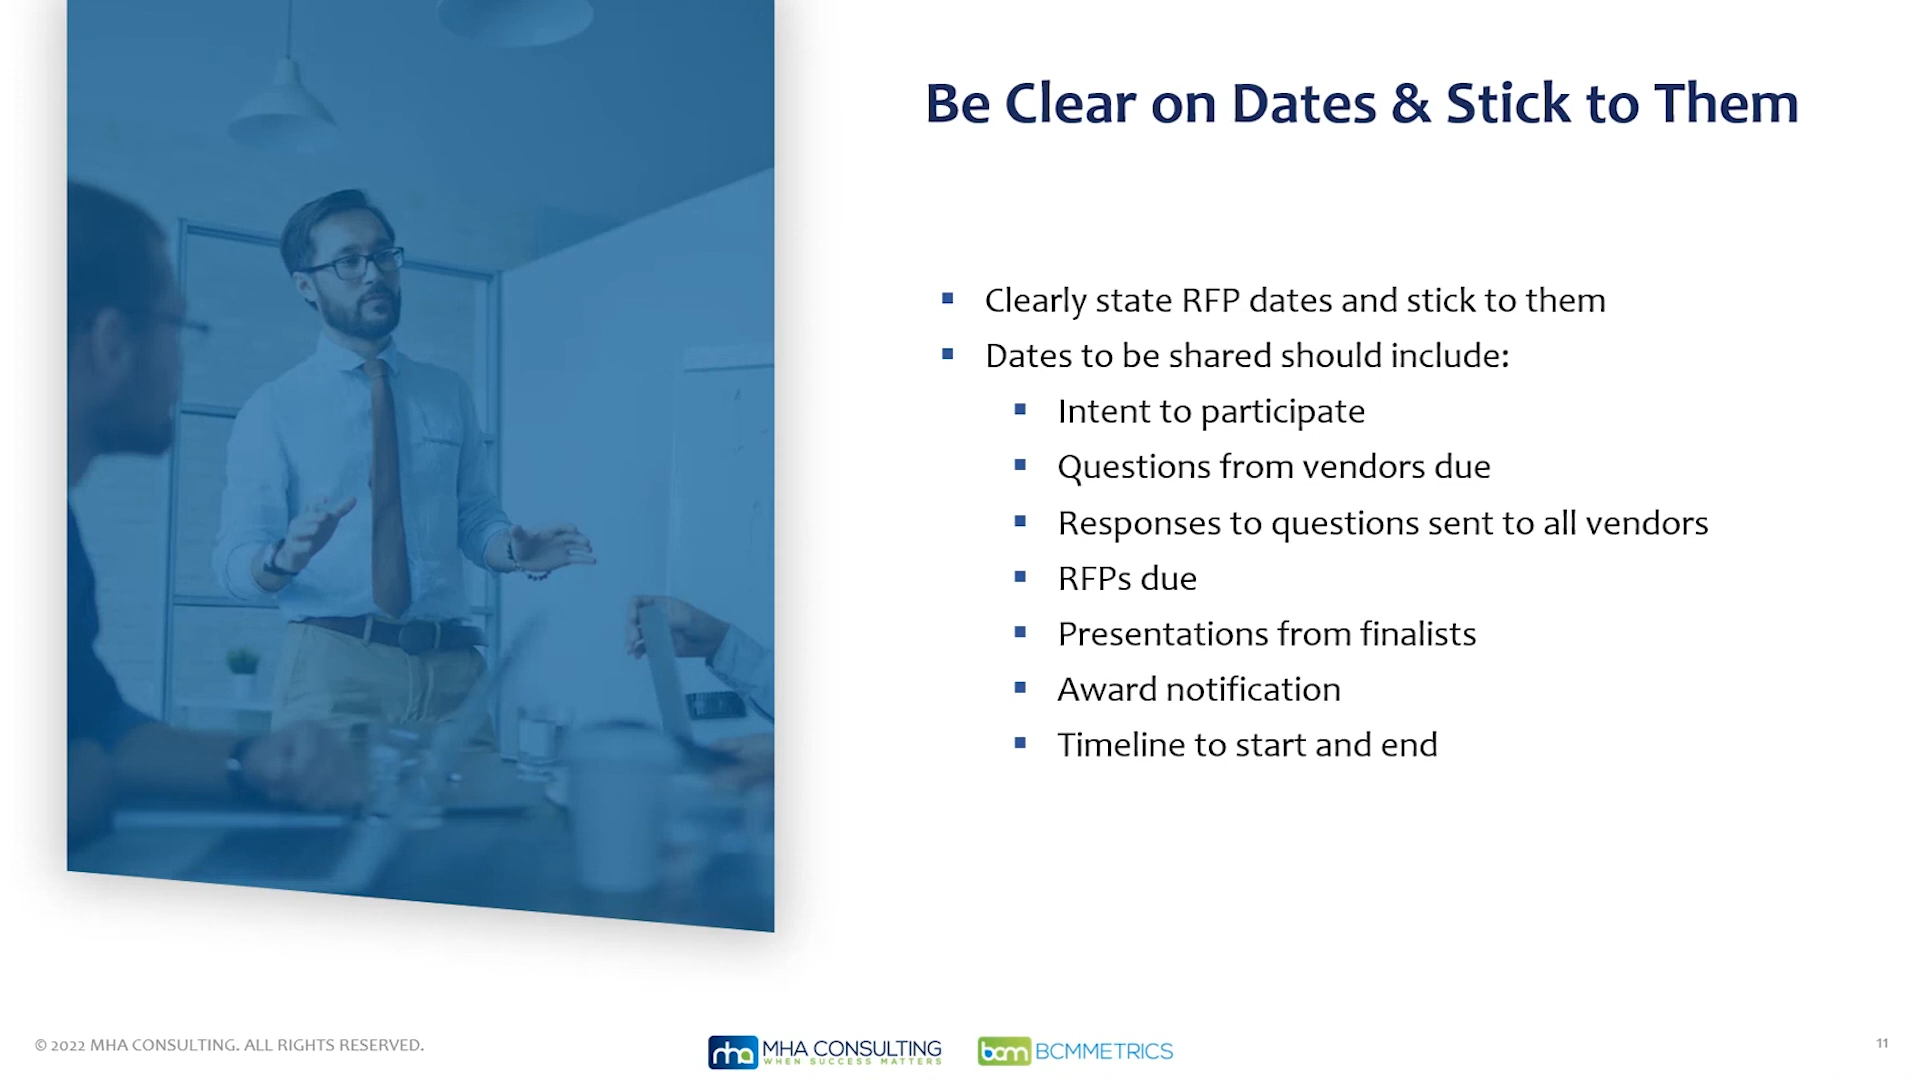 Be Clear on Dates & Stick to Them
Clearly state RFP dates and stick to them
Dates to be shared should include:
Intent to participate
Questions from vendors due
Responses to questions sent to all vendors
RFPs due
Presentations from finalists
Award notification
Timeline to start and end
© 2022 MHA CONSULTING. ALL RIGHTS RESERVED.
mha MHA CONSULTING
WHEN SUCCESS MATTERS
bcm BCMMETRICS
11